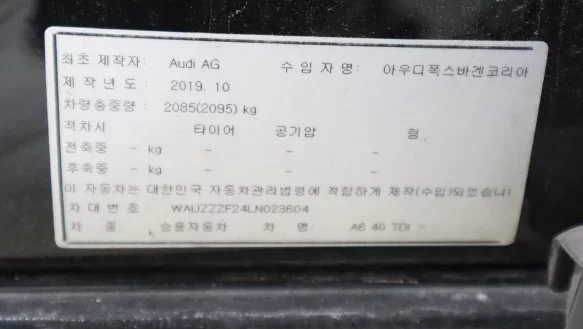 최초 제작자: Audi AG 수 입 자 명: 아우디폭스바겐코리아
제 작 년 도 : 2019. 10
차량총중량 : 2085(2095) kg
적차시 타이어 공기압 형
전축중 - kg - - -
후축중 - kg - - -
이 자동차는 대한민국 자동차관리법령에 적합하게 제작(수입)되었습니
차 대 번 호 : WAUZZZF24LN023604
차 종 승용자동차 차 명 A6 40 TDI -